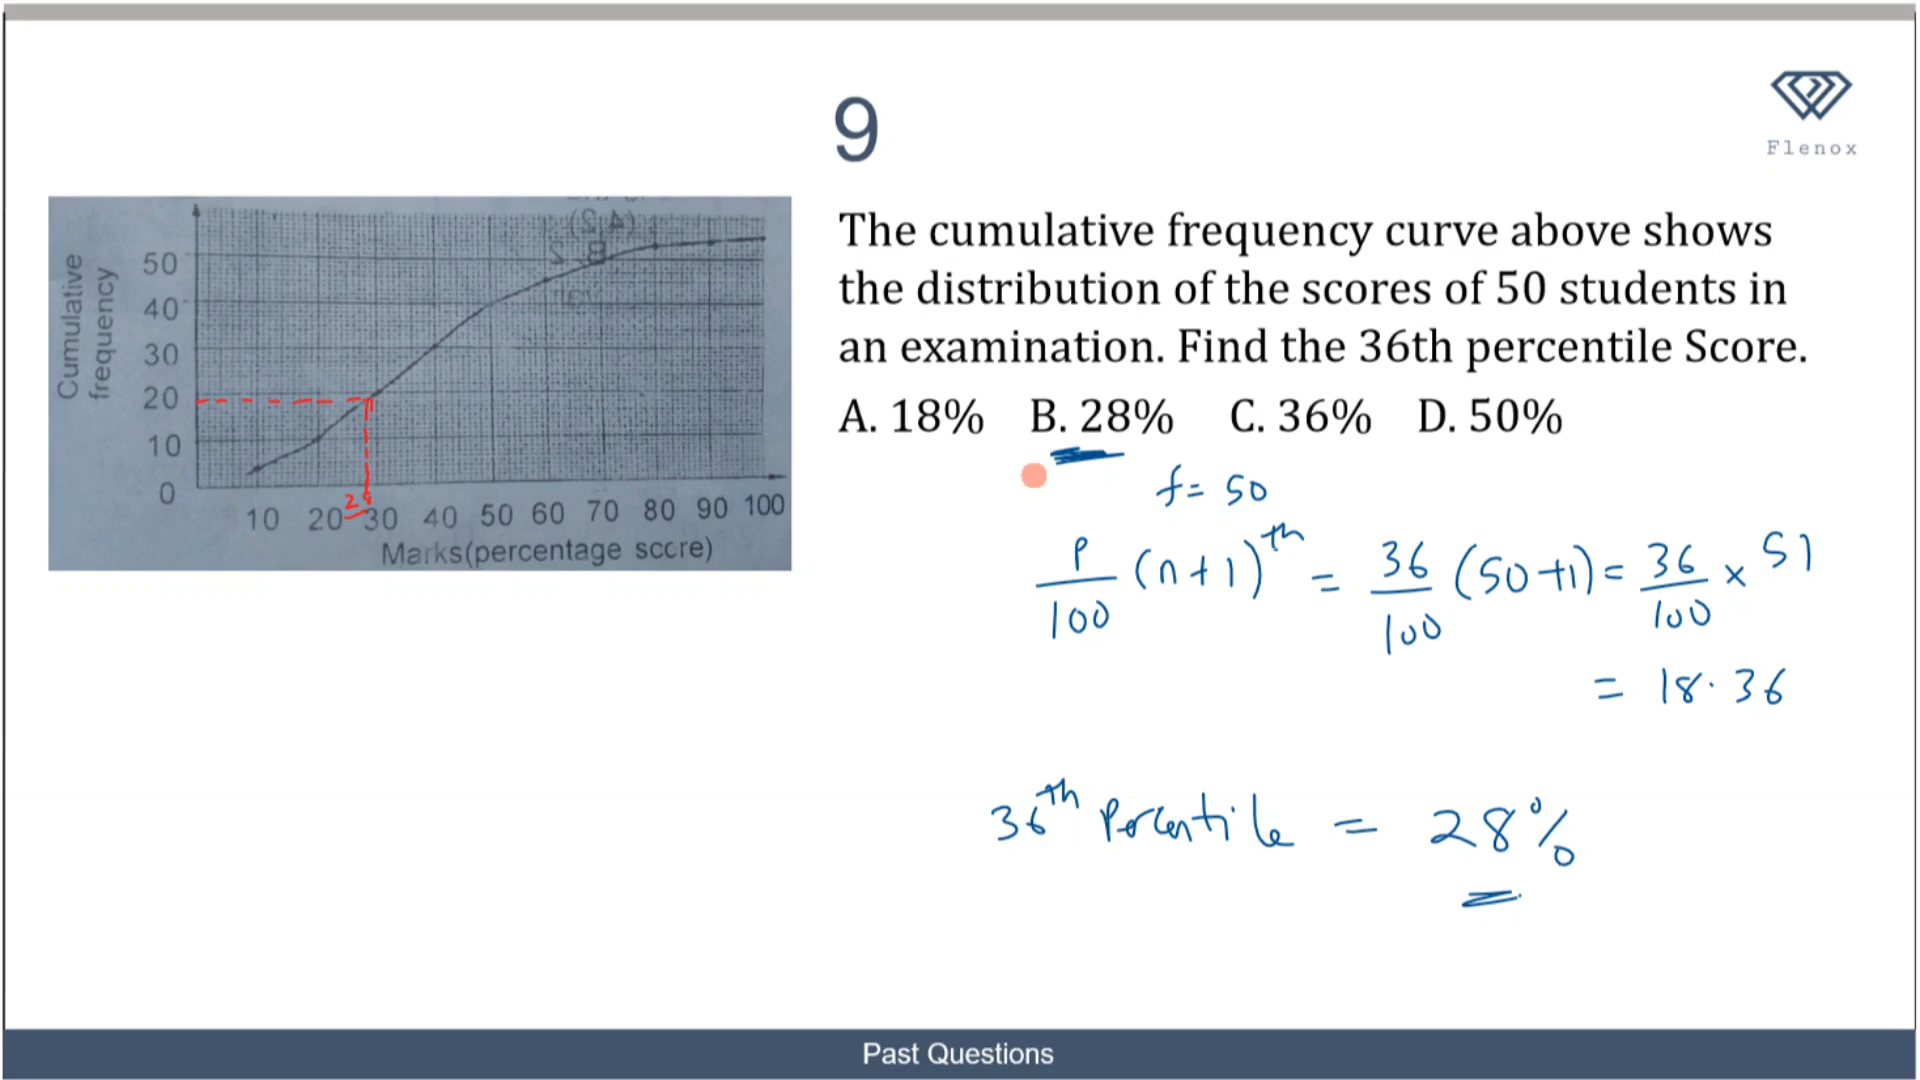 9
Flenox
Cumulative
frequency
50
40
30
20
10
0
28
10 20 30 40 50 60 70 80 90 100
Marks(percentage sccre)
The cumulative frequency curve above shows
the distribution of the scores of 50 students in
an examination. Find the 36th percentile Score.
A. 18% B. 28% C. 36% D. 50%
f = 50
P/100 (n+1)^th = 36/100 (50+1) = 36/100 × 51
= 18.36
36^th Percentile = 28%
Past Questions